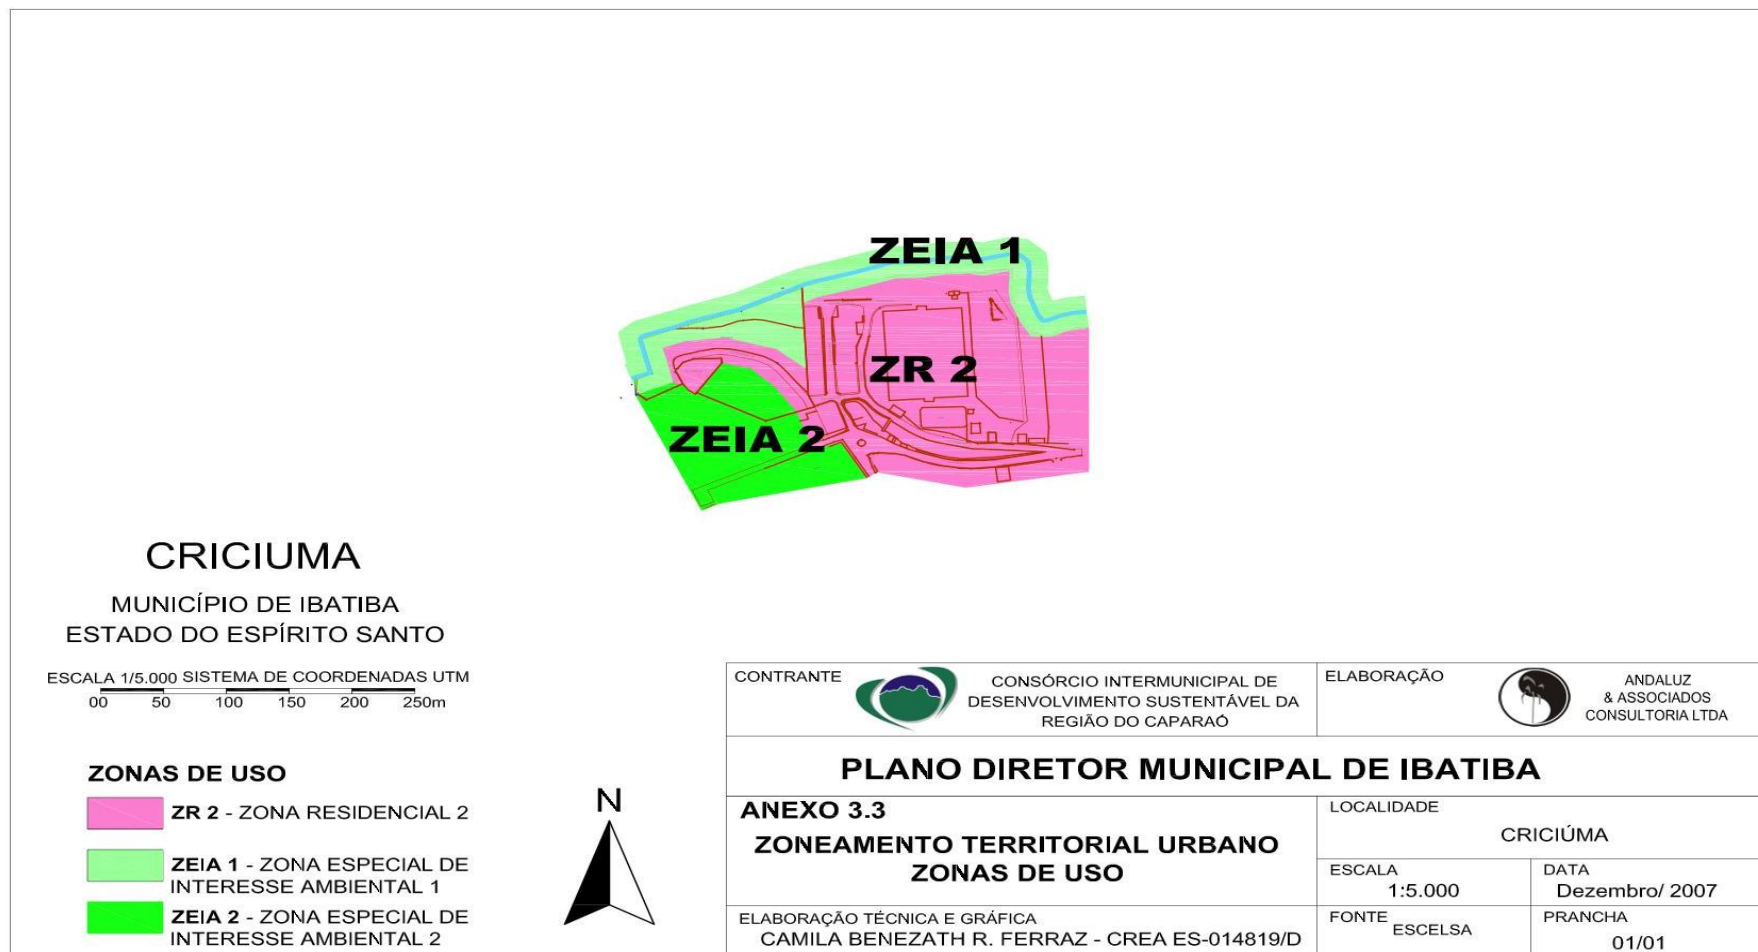 ZEIA 1
ZR 2
ZEIA 2
CRICIUMA
MUNICÍPIO DE IBATIBA
ESTADO DO ESPÍRITO SANTO
ESCALA 1/5.000 SISTEMA DE COORDENADAS UTM
00 50 100 150 200 250m
ZONAS DE USO
ZR 2 - ZONA RESIDENCIAL 2
ZEIA 1 - ZONA ESPECIAL DE
INTERESSE AMBIENTAL 1
ZEIA 2 - ZONA ESPECIAL DE
INTERESSE AMBIENTAL 2
N
CONTRANTE
CONSÓRCIO INTERMUNICIPAL DE
DESENVOLVIMENTO SUSTENTÁVEL DA
REGIÃO DO CAPARAÓ
ELABORAÇÃO
ANDALUZ
& ASSOCIADOS
CONSULTORIA LTDA
PLANO DIRETOR MUNICIPAL DE IBATIBA
ANEXO 3.3
ZONEAMENTO TERRITORIAL URBANO
ZONAS DE USO
LOCALIDADE
CRICIÚMA
ESCALA
1:5.000
DATA
Dezembro/ 2007
ELABORAÇÃO TÉCNICA E GRÁFICA
CAMILA BENEZATH R. FERRAZ - CREA ES-014819/D
FONTE
ESCELSA
PRANCHA
01/01